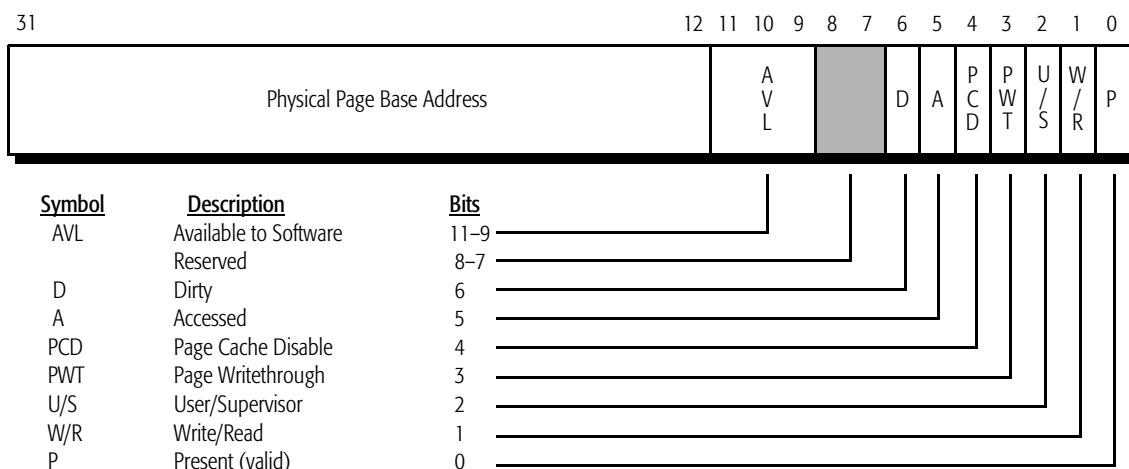 31 12 11 10 9 8 7 6 5 4 3 2 1 0
Physical Page Base Address
A
V
L
D
A
P
C
D
P
W
T
U
/
S
W
/
R
P
Symbol Description Bits
AVL Available to Software 11–9
Reserved 8–7
D Dirty 6
A Accessed 5
PCD Page Cache Disable 4
PWT Page Writethrough 3
U/S User/Supervisor 2
W/R Write/Read 1
P Present (valid) 0